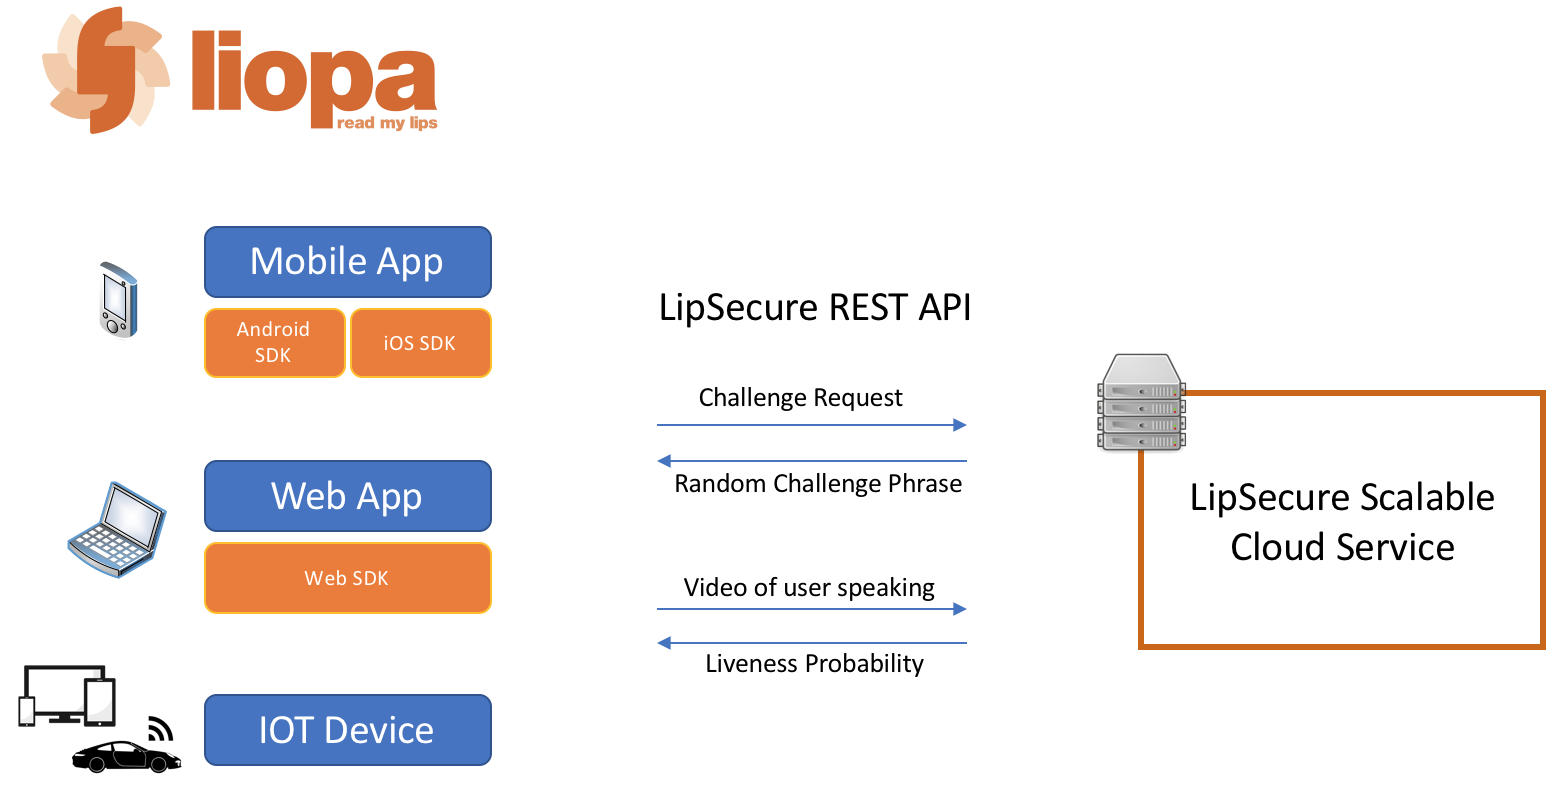 liopa
read my lips
Mobile App
Android
SDK
iOS SDK
LipSecure REST API
Challenge Request
Random Challenge Phrase
Web App
Web SDK
LipSecure Scalable
Cloud Service
Video of user speaking
Liveness Probability
IOT Device